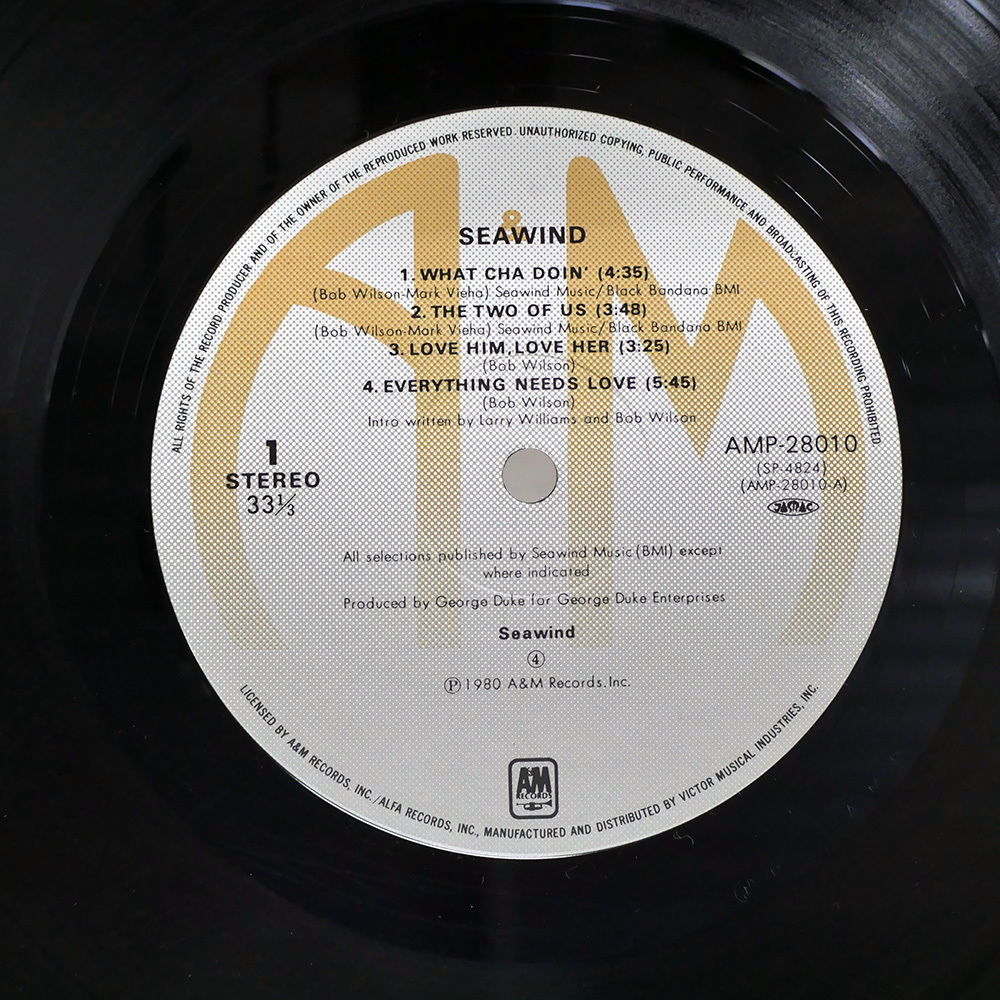 ALL RIGHTS OF THE RECORD PRODUCER AND OF THE OWNER OF THE REPRODUCED WORK RESERVED. UNAUTHORIZED COPYING, PUBLIC PERFORMANCE AND BROADCASTING OF THIS RECORDING PROHIBITED
A&M
SEAWIND
1. WHAT CHA DOIN' (4:35)
(Bob Wilson-Mark Vieha) Seawind Music/Black Bandana BMI
2. THE TWO OF US (3:48)
(Bob Wilson-Mark Vieha) Seawind Music/Black Bandana BMI
3. LOVE HIM, LOVE HER (3:25)
(Bob Wilson)
4. EVERYTHING NEEDS LOVE (5:45)
(Bob Wilson)
Intro written by Larry Williams and Bob Wilson
1
STEREO
33⅓
AMP-28010
(SP-4824)
(AMP-28010-A)
JASRAC
All selections published by Seawind Music (BMI) except
where indicated
Produced by George Duke for George Duke Enterprises
Seawind
④
Ⓟ 1980 A&M Records, Inc.
A&M
RECORDS
LICENSED BY A&M RECORDS, INC./ALFA RECORDS, INC., MANUFACTURED AND DISTRIBUTED BY VICTOR MUSICAL INDUSTRIES, INC.